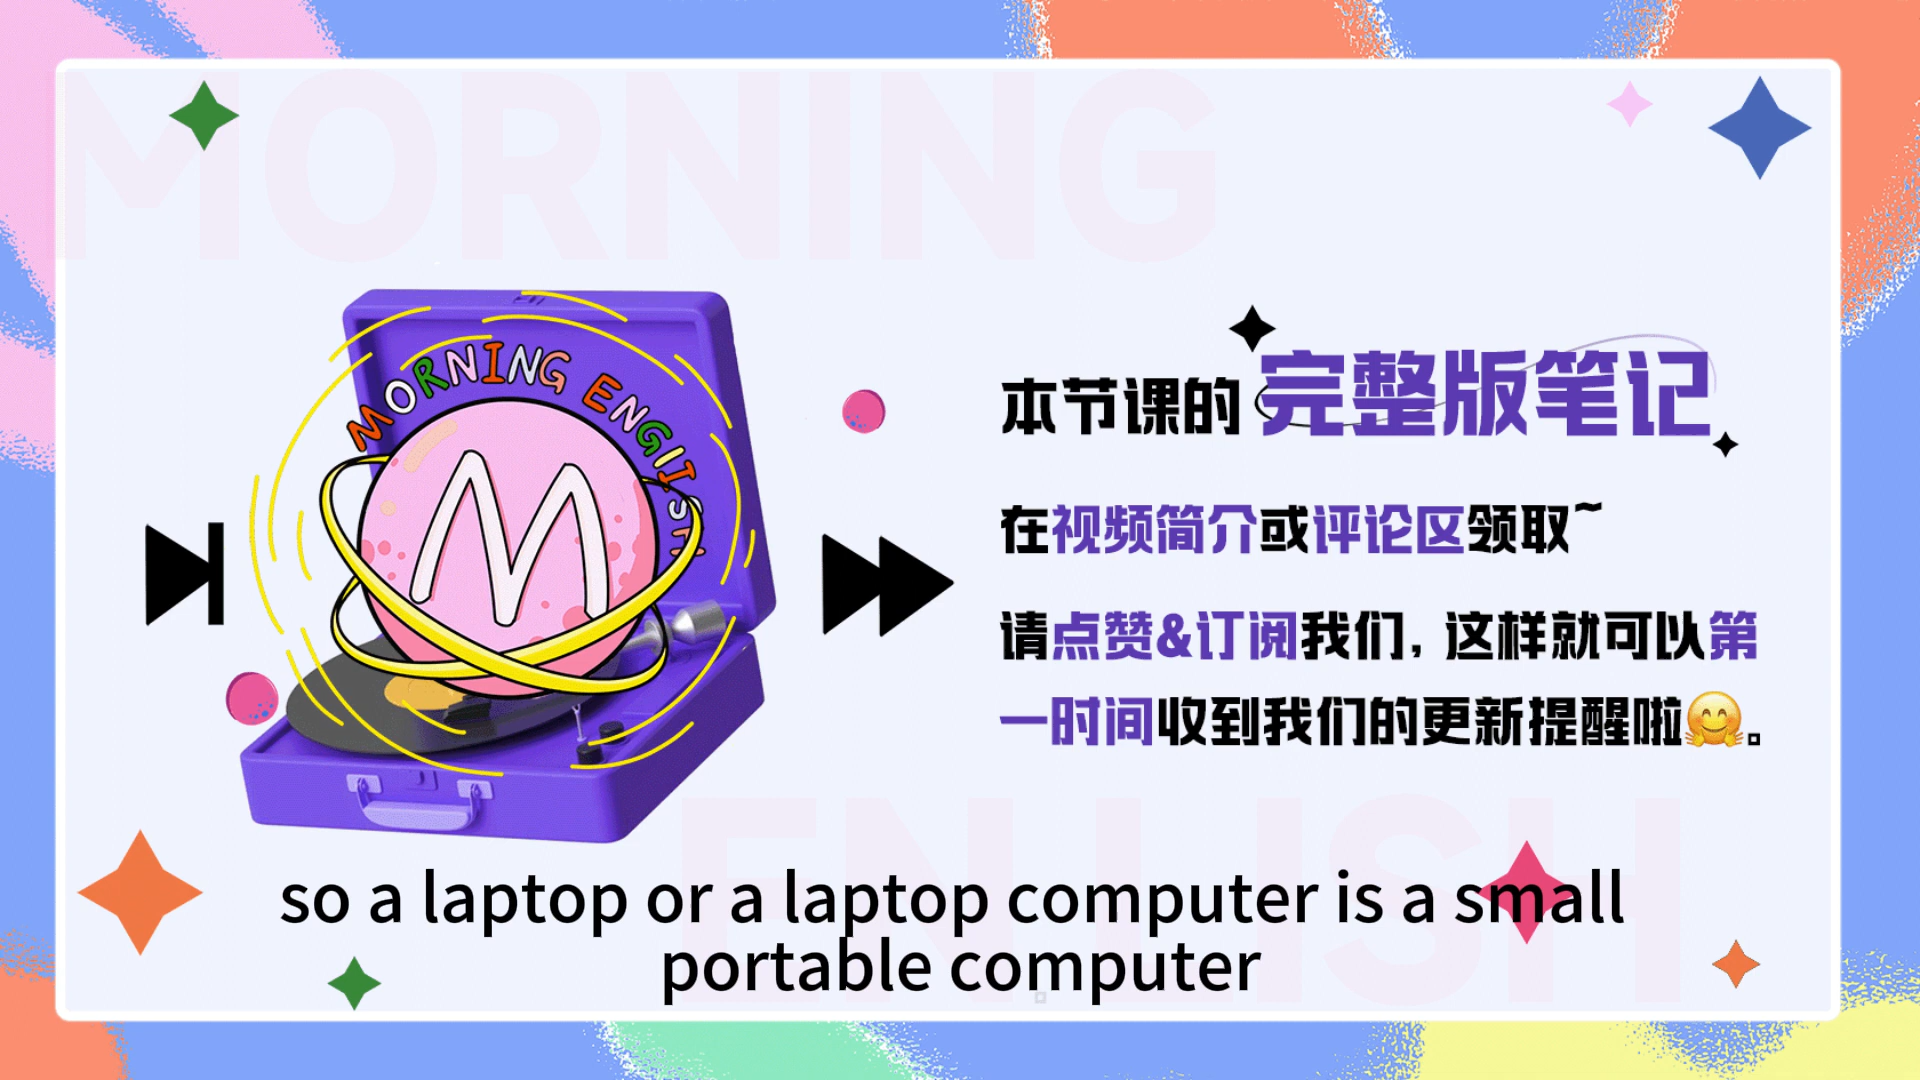 MORNING
MORNING ENGlISH
M
本节课的 完整版笔记
在视频简介或评论区领取~
请点赞&订阅我们，这样就可以第
一时间收到我们的更新提醒啦🤗。
so a laptop or a laptop computer is a small
portable computer